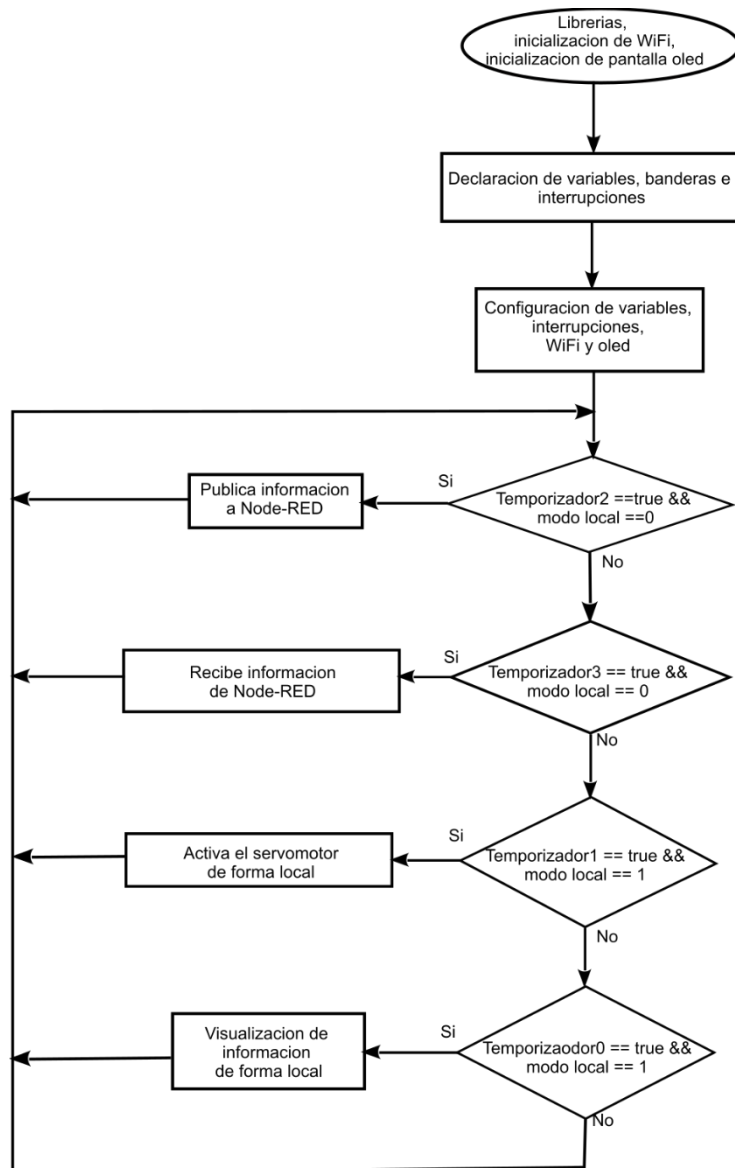 Librerias,
inicializacion de WiFi,
inicializacion de pantalla oled
Declaracion de variables, banderas e
interrupciones
Configuracion de variables,
interrupciones,
WiFi y oled
Temporizador2 ==true &&
modo local ==0
Si
Publica informacion
a Node-RED
No
Temporizador3 == true &&
modo local == 0
Si
Recibe informacion
de Node-RED
No
Temporizador1 == true &&
modo local == 1
Si
Activa el servomotor
de forma local
No
Temporizaodor0 == true &&
modo local == 1
Si
Visualizacion de
informacion
de forma local
No